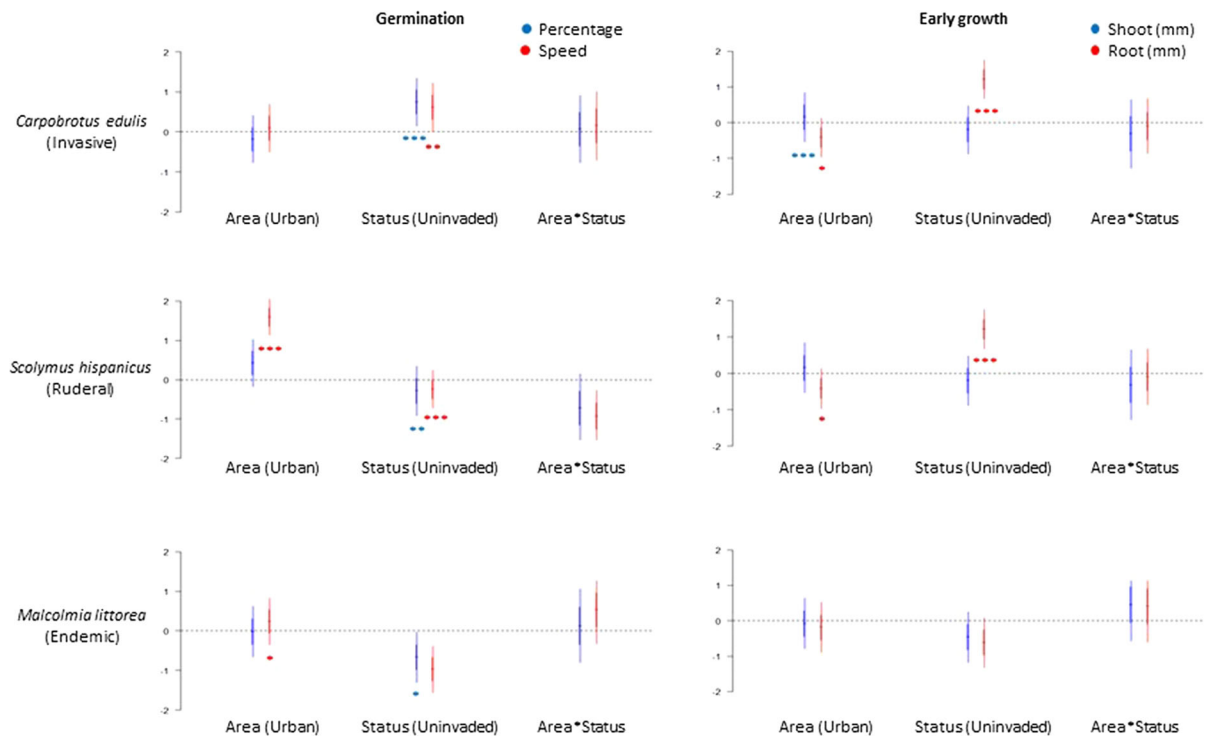 Germination
Percentage
Speed
Early growth
Shoot (mm)
Root (mm)
Carpobrotus edulis
(Invasive)
2
1
0
-1
-2
Area (Urban)
Status (Uninvaded)
Area*Status
2
1
0
-1
-2
Area (Urban)
Status (Uninvaded)
Area*Status
Scolymus hispanicus
(Ruderal)
2
1
0
-1
-2
Area (Urban)
Status (Uninvaded)
Area*Status
2
1
0
-1
-2
Area (Urban)
Status (Uninvaded)
Area*Status
Malcolmia littorea
(Endemic)
2
1
0
-1
-2
Area (Urban)
Status (Uninvaded)
Area*Status
2
1
0
-1
-2
Area (Urban)
Status (Uninvaded)
Area*Status